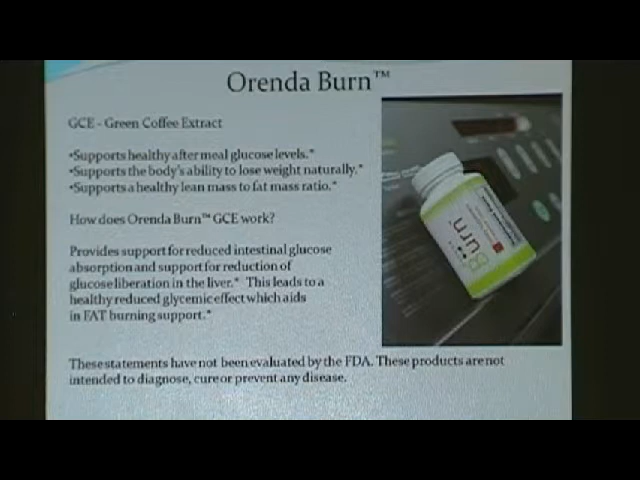 Orenda Burn™
GCE - Green Coffee Extract
•Supports healthy after meal glucose levels.*
•Supports the body's ability to lose weight naturally.*
•Supports a healthy lean mass to fat mass ratio.*
How does Orenda Burn™ GCE work?
Provides support for reduced intestinal glucose
absorption and support for reduction of
glucose liberation in the liver.* This leads to a
healthy reduced glycemic effect which aids
in FAT burning support.*
These statements have not been evaluated by the FDA. These products are not
intended to diagnose, cure or prevent any disease.
Burn